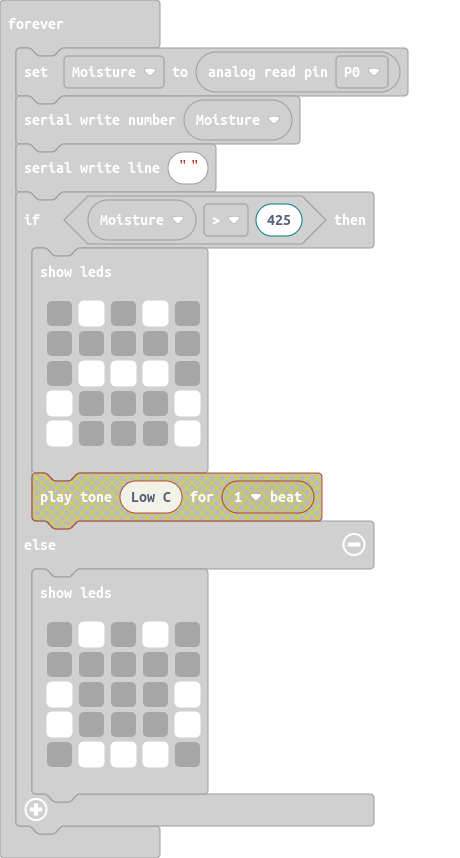 forever
set Moisture to analog read pin P0
serial write number Moisture
serial write line " "
if Moisture > 425 then
show leds
play tone Low C for 1 beat
else
show leds